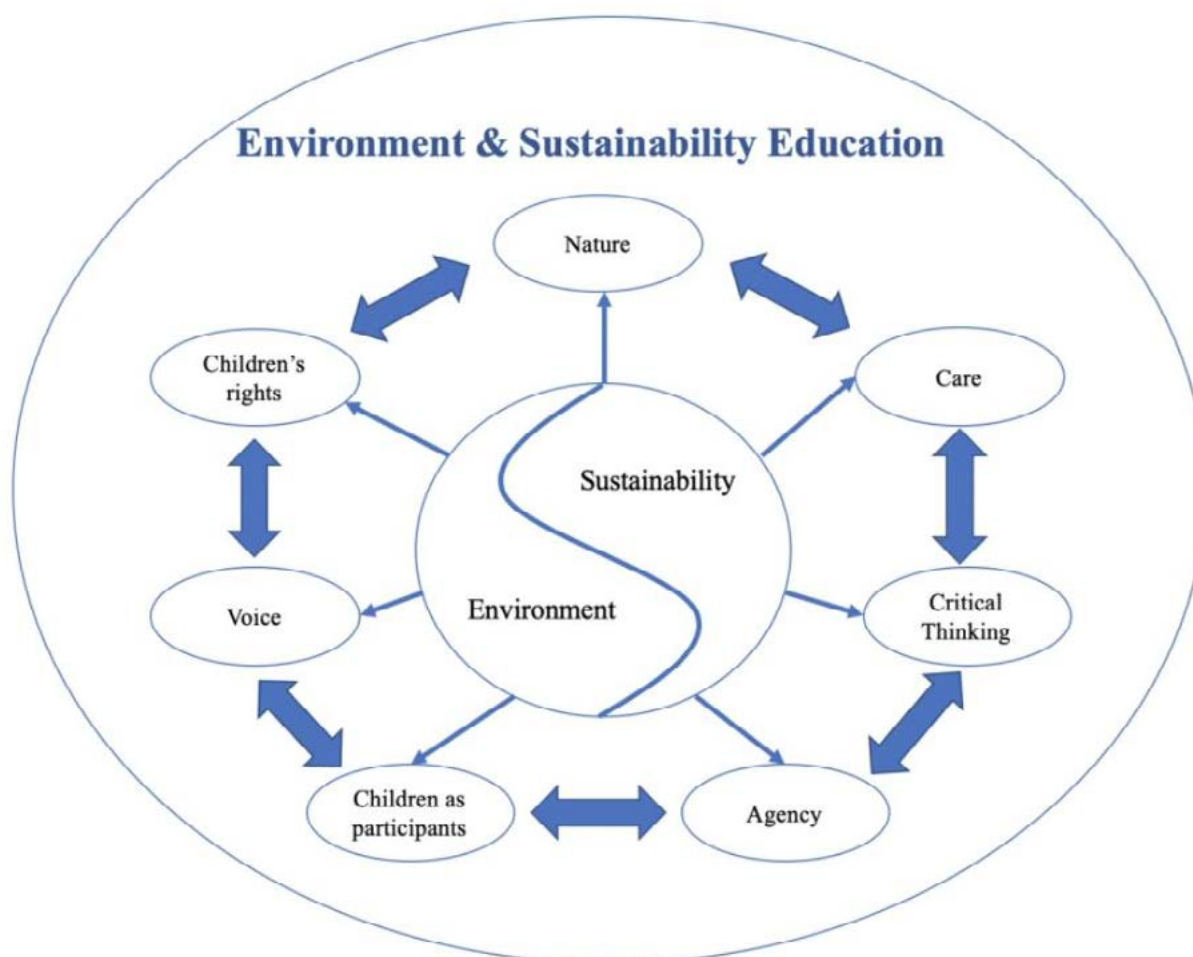 Environment & Sustainability Education
Nature
Children’s
rights
Care
Sustainability
Environment
Voice
Critical
Thinking
Children as
participants
Agency